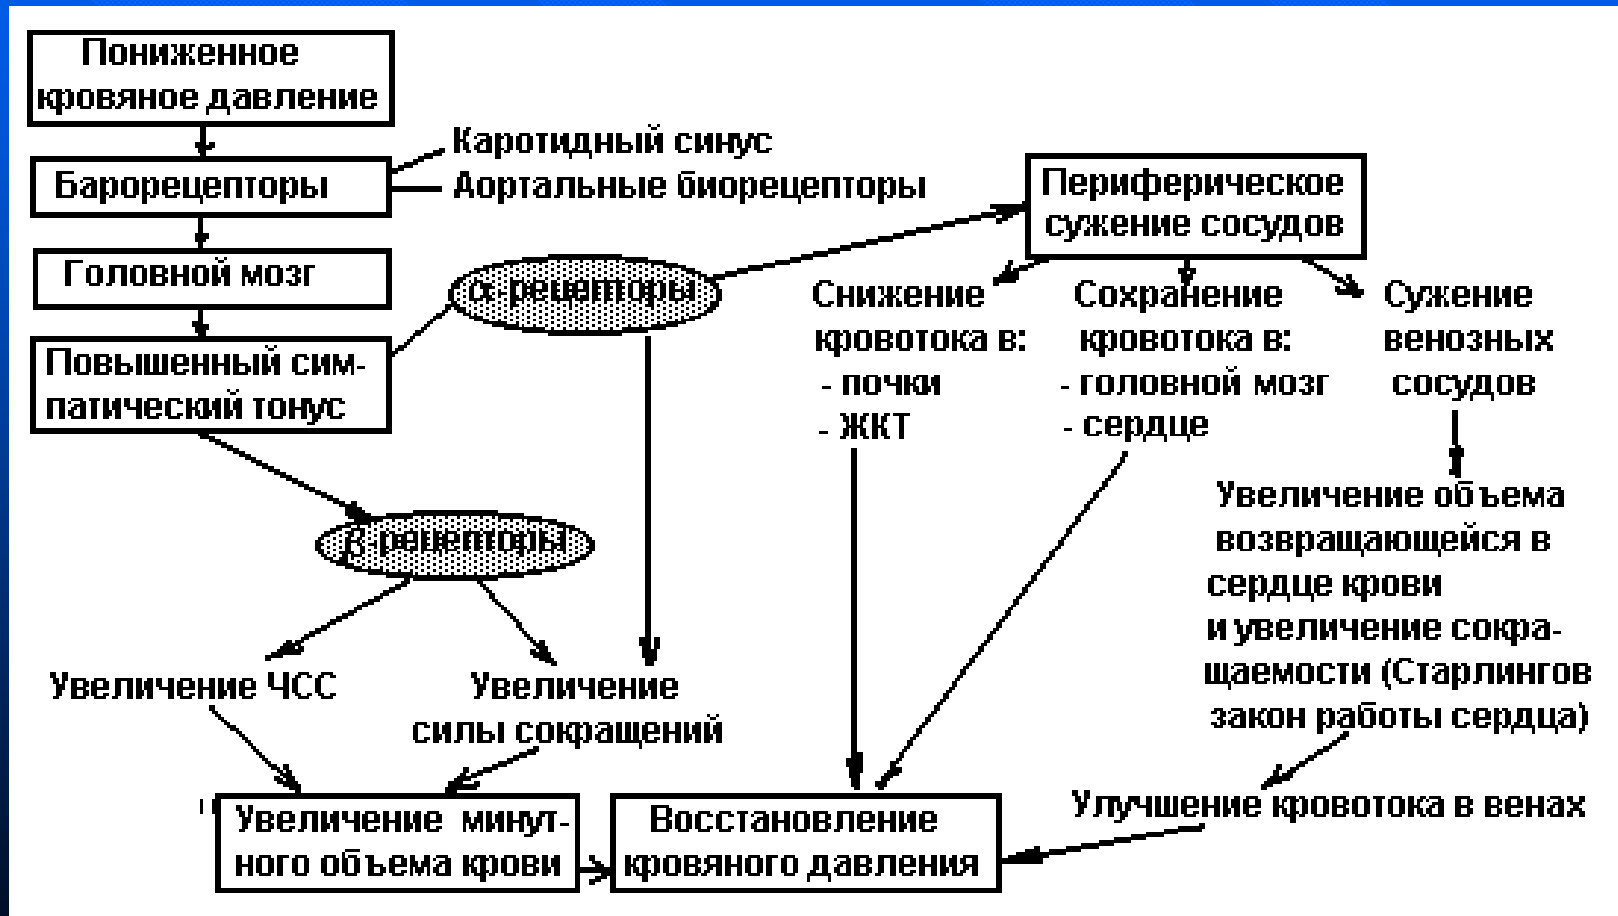 Пониженное
кровяное давление
Барорецепторы
Каротидный синус
Аортальные биорецепторы
Головной мозг
Повышенный сим-
патический тонус
α-рецепторы
β-рецепторы
Увеличение ЧСС
Увеличение
силы сокращений
Увеличение минут-
ного объема крови
Периферическое
сужение сосудов
Снижение
кровотока в:
- почки
- ЖКТ
Сохранение
кровотока в:
- головной мозг
- сердце
Сужение
венозных
сосудов
Увеличение объема
возвращающейся в
сердце крови
и увеличение сокра-
щаемости (Старлингов
закон работы сердца)
Улучшение кровотока в венах
Восстановление
кровяного давления